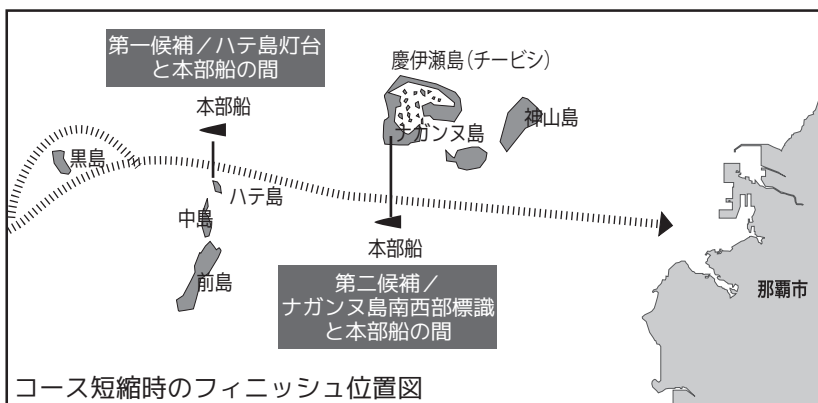 第一候補/ハテ島灯台
と本部船の間
慶伊瀬島(チービシ)
本部船
ナガンヌ島
神山島
黒島
ハテ島
中島
本部船
前島
第二候補/
ナガンヌ島南西部標識
と本部船の間
那覇市
コース短縮時のフィニッシュ位置図